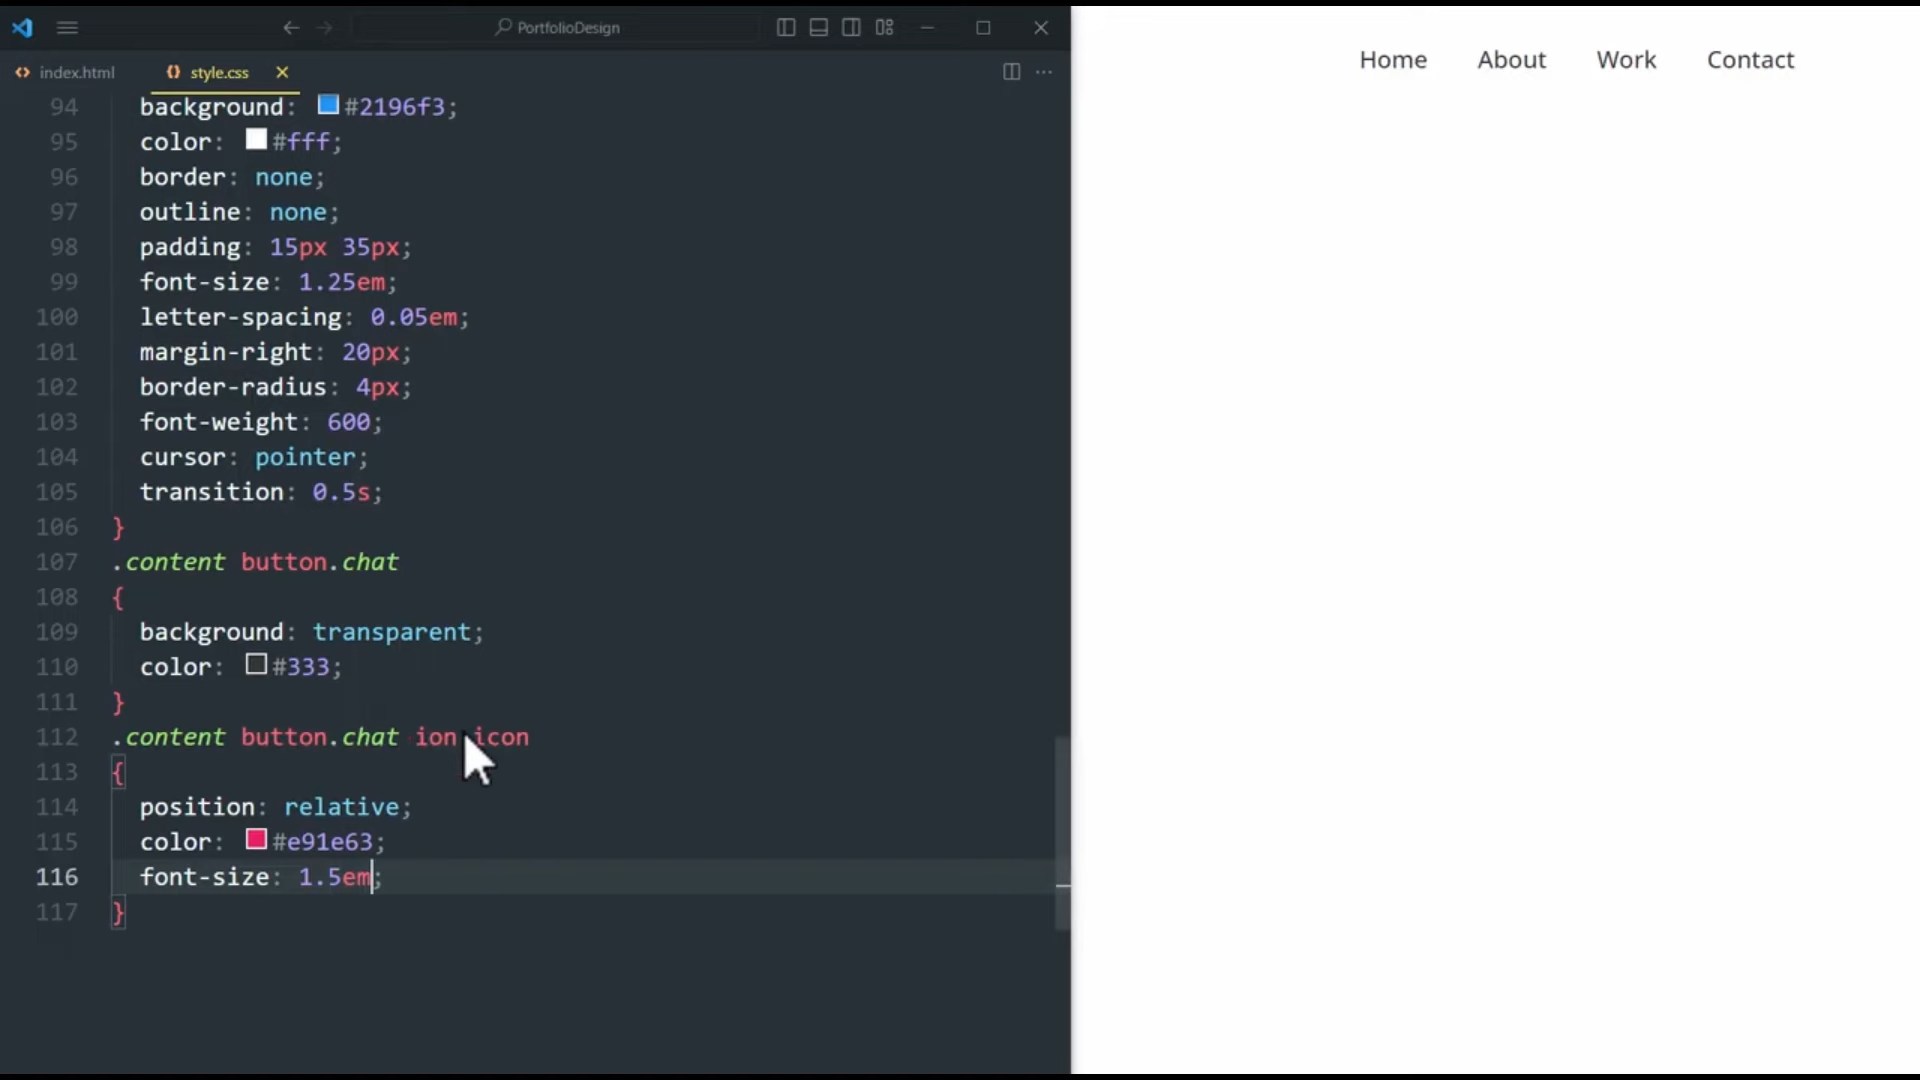 PortfolioDesign
index.html
style.css
94 background: #2196f3;
95 color: #fff;
96 border: none;
97 outline: none;
98 padding: 15px 35px;
99 font-size: 1.25em;
100 letter-spacing: 0.05em;
101 margin-right: 20px;
102 border-radius: 4px;
103 font-weight: 600;
104 cursor: pointer;
105 transition: 0.5s;
106 }
107 .content button.chat
108 {
109 background: transparent;
110 color: #333;
111 }
112 .content button.chat ion icon
113 {
114 position: relative;
115 color: #e91e63;
116 font-size: 1.5em;
117 }
Home About Work Contact